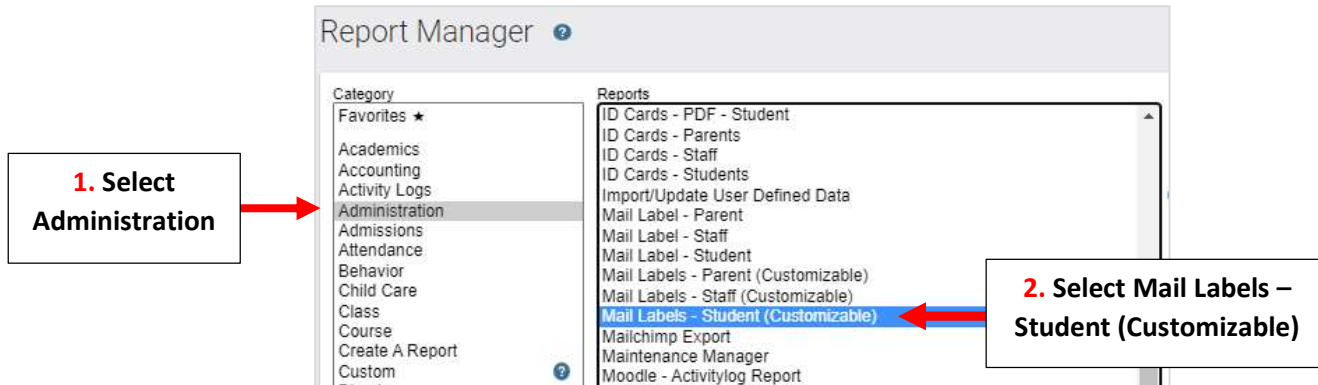 Report Manager ?
Category
Favorites ★
Academics
Accounting
Activity Logs
Administration
Admissions
Attendance
Behavior
Child Care
Class
Course
Create A Report
Custom ?
Reports
ID Cards - PDF - Student
ID Cards - Parents
ID Cards - Staff
ID Cards - Students
Import/Update User Defined Data
Mail Label - Parent
Mail Label - Staff
Mail Label - Student
Mail Labels - Parent (Customizable)
Mail Labels - Staff (Customizable)
Mail Labels - Student (Customizable)
Mailchimp Export
Maintenance Manager
Moodle - Activitylog Report
1. Select
Administration
2. Select Mail Labels –
Student (Customizable)